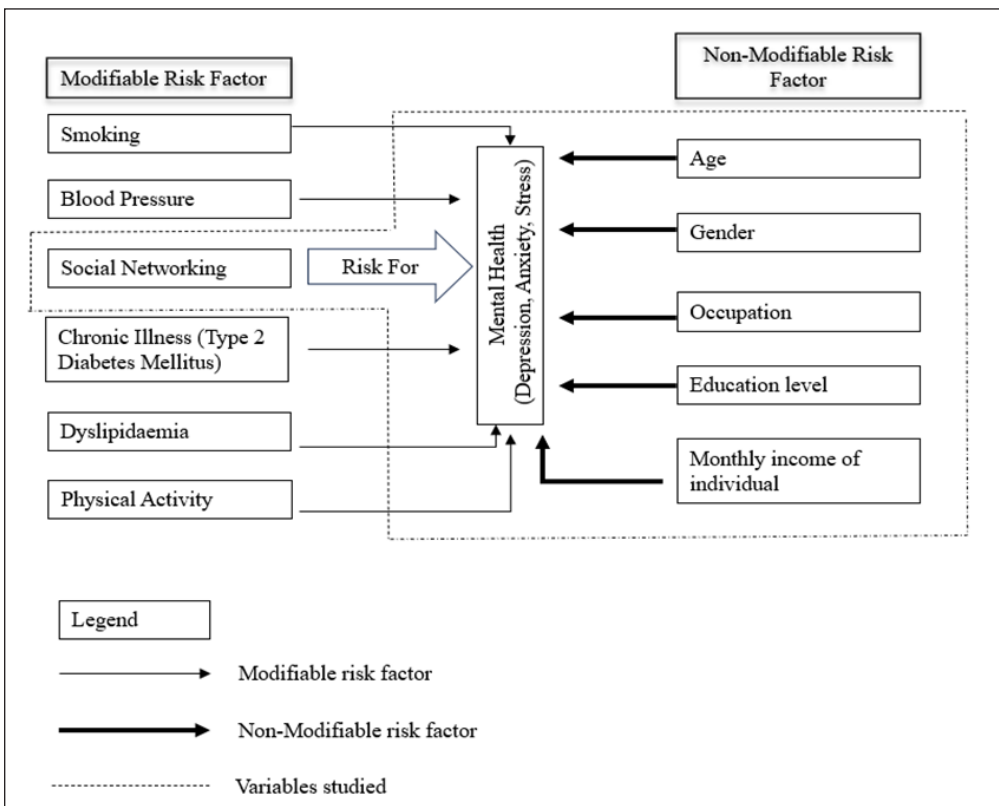 Modifiable Risk Factor
Smoking
Blood Pressure
Social Networking
Chronic Illness (Type 2
Diabetes Mellitus)
Dyslipidaemia
Physical Activity
Risk For
Mental Health
(Depression, Anxiety, Stress)
Non-Modifiable Risk
Factor
Age
Gender
Occupation
Education level
Monthly income of
individual
Legend
Modifiable risk factor
Non-Modifiable risk factor
Variables studied